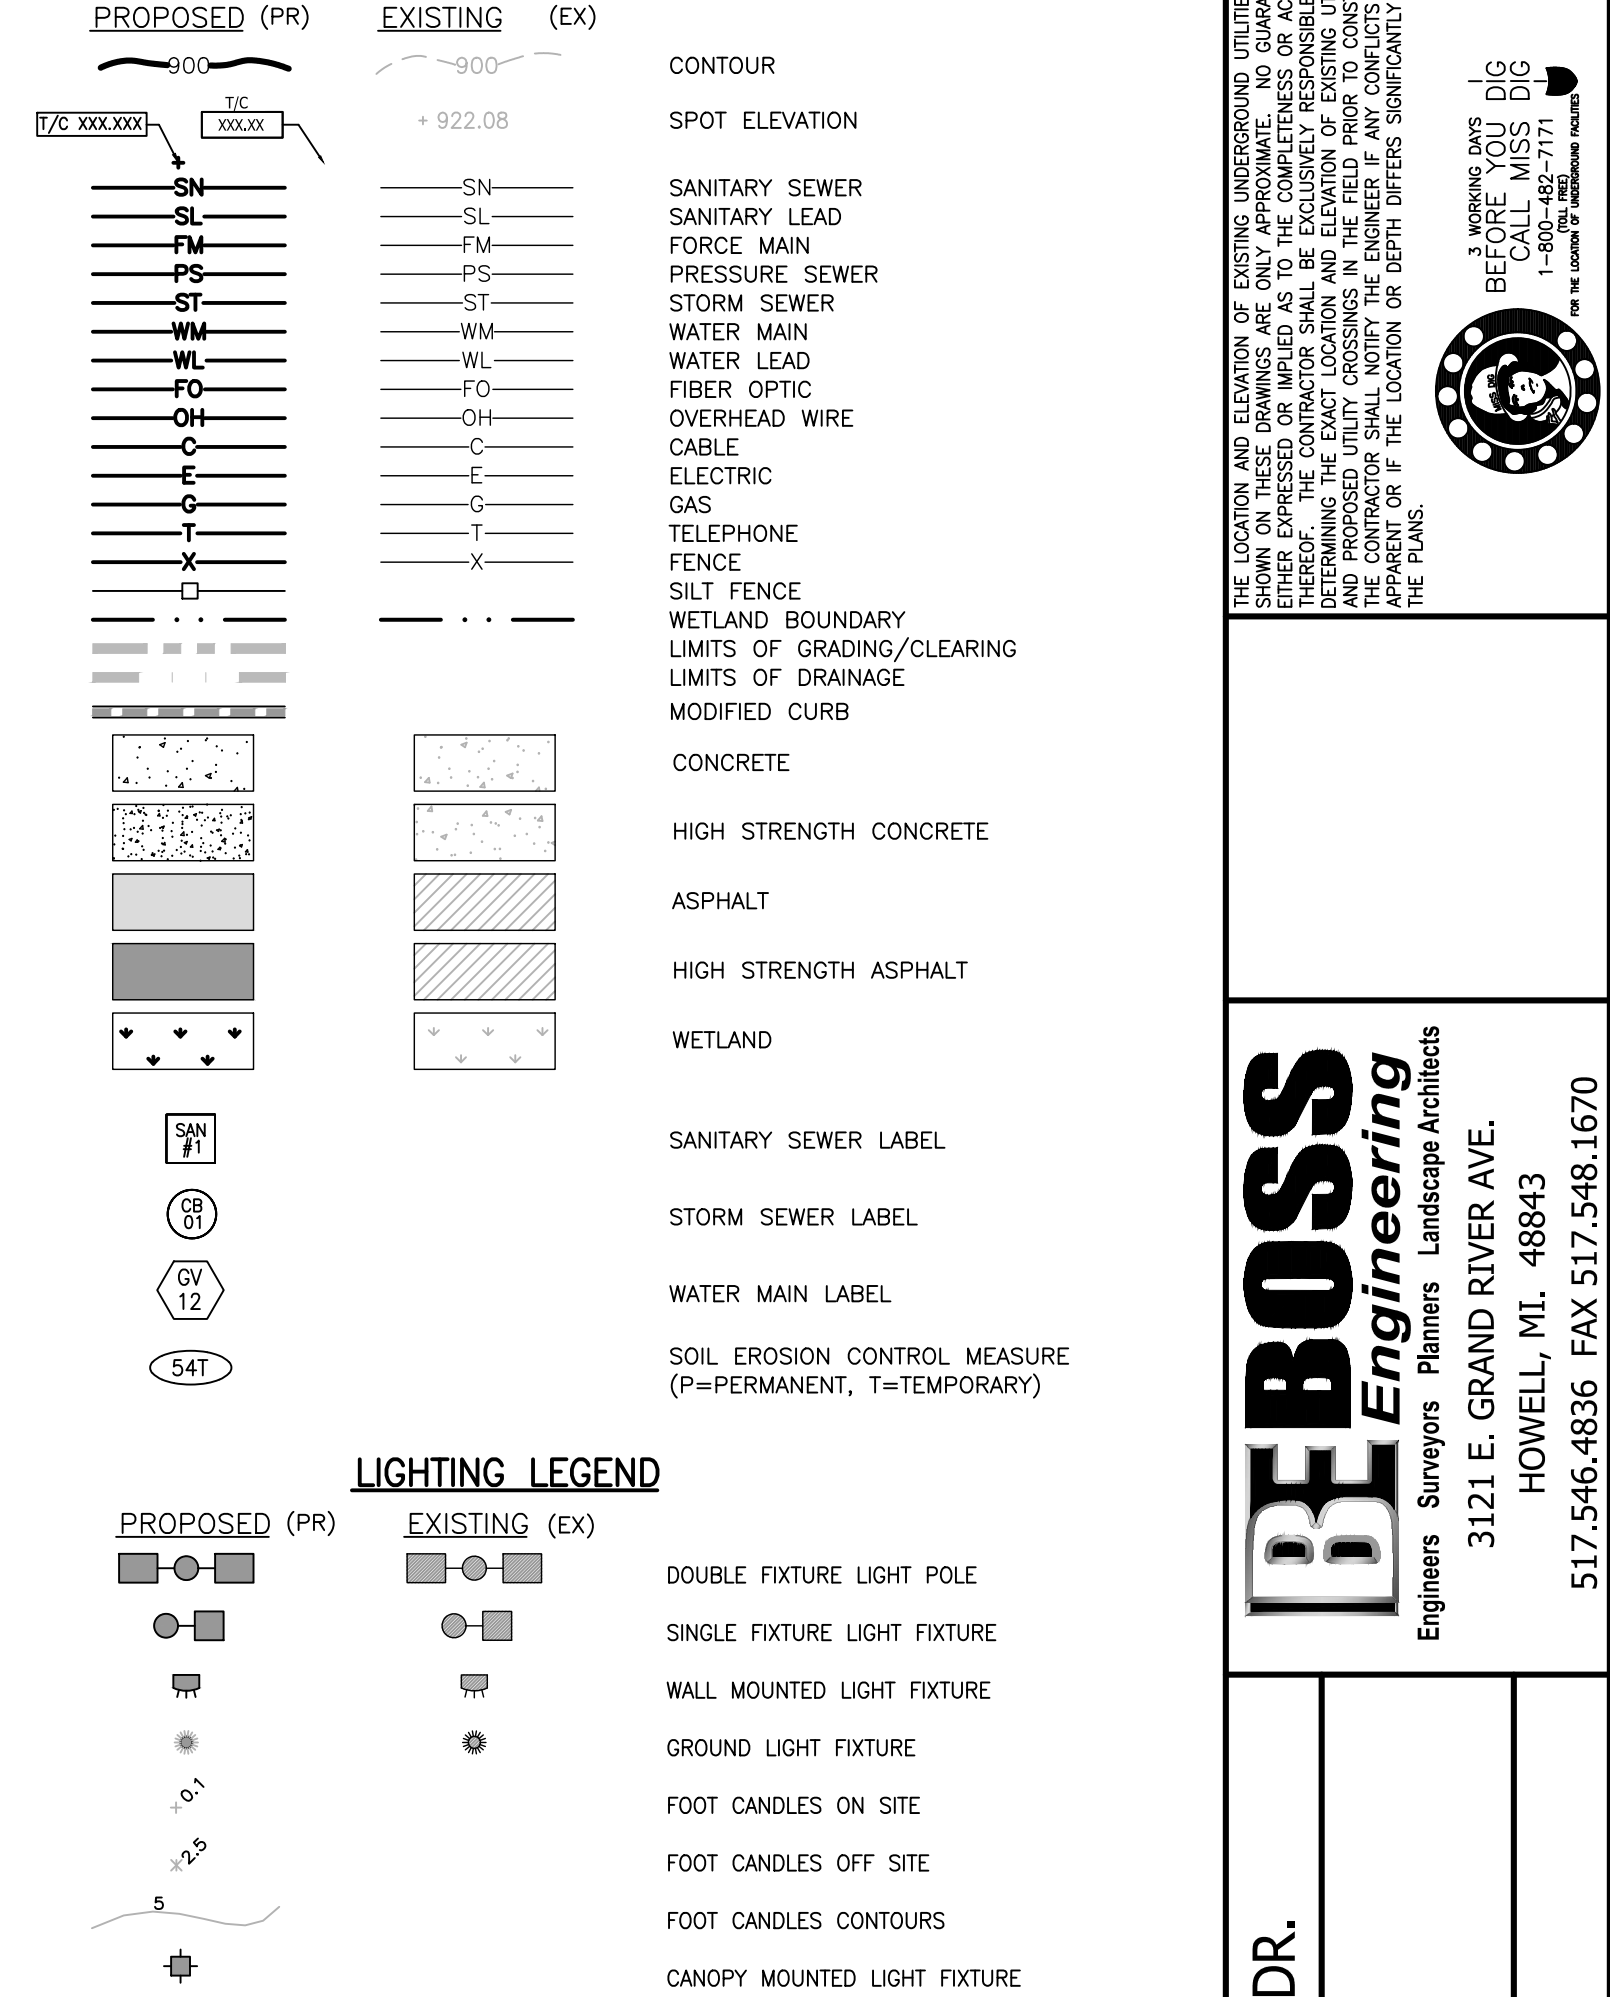 PROPOSED (PR) EXISTING (EX)
900 900 CONTOUR
T/C XXX.XXX T/C XXX.XX + 922.08 SPOT ELEVATION
SN SN SANITARY SEWER
SL SL SANITARY LEAD
FM FM FORCE MAIN
PS PS PRESSURE SEWER
ST ST STORM SEWER
WM WM WATER MAIN
WL WL WATER LEAD
FO FO FIBER OPTIC
OH OH OVERHEAD WIRE
C C CABLE
E E ELECTRIC
G G GAS
T T TELEPHONE
X X FENCE
SILT FENCE
WETLAND BOUNDARY
LIMITS OF GRADING/CLEARING
LIMITS OF DRAINAGE
MODIFIED CURB
CONCRETE
HIGH STRENGTH CONCRETE
ASPHALT
HIGH STRENGTH ASPHALT
WETLAND
SAN
#1
SANITARY SEWER LABEL
CB
01
STORM SEWER LABEL
GV
12
WATER MAIN LABEL
54T
SOIL EROSION CONTROL MEASURE
(P=PERMANENT, T=TEMPORARY)
LIGHTING LEGEND
PROPOSED (PR) EXISTING (EX)
DOUBLE FIXTURE LIGHT POLE
SINGLE FIXTURE LIGHT FIXTURE
WALL MOUNTED LIGHT FIXTURE
GROUND LIGHT FIXTURE
0.1 FOOT CANDLES ON SITE
2.5 FOOT CANDLES OFF SITE
5 FOOT CANDLES CONTOURS
CANOPY MOUNTED LIGHT FIXTURE
THE LOCATION AND ELEVATION OF EXISTING UNDERGROUND UTILITIE
SHOWN ON THESE DRAWINGS ARE ONLY APPROXIMATE. NO GUARA
EITHER EXPRESSED OR IMPLIED AS TO THE COMPLETENESS OR AC
THEREOF. THE CONTRACTOR SHALL BE EXCLUSIVELY RESPONSIBLE
DETERMINING THE EXACT LOCATION AND ELEVATION OF EXISTING UT
AND PROPOSED UTILITY CROSSINGS IN THE FIELD PRIOR TO CONST
THE CONTRACTOR SHALL NOTIFY THE ENGINEER IF ANY CONFLICTS
APPARENT OR IF THE LOCATION OR DEPTH DIFFERS SIGNIFICANTLY
THE PLANS.
MISS DIG
3 WORKING DAYS
BEFORE YOU DIG
CALL MISS DIG
1-800-482-7171
(TOLL FREE)
FOR THE LOCATION OF UNDERGROUND FACILITIES
BE BOSS
Engineering
Engineers Surveyors Planners Landscape Architects
3121 E. GRAND RIVER AVE.
HOWELL, MI. 48843
517.546.4836 FAX 517.548.1670
DR.